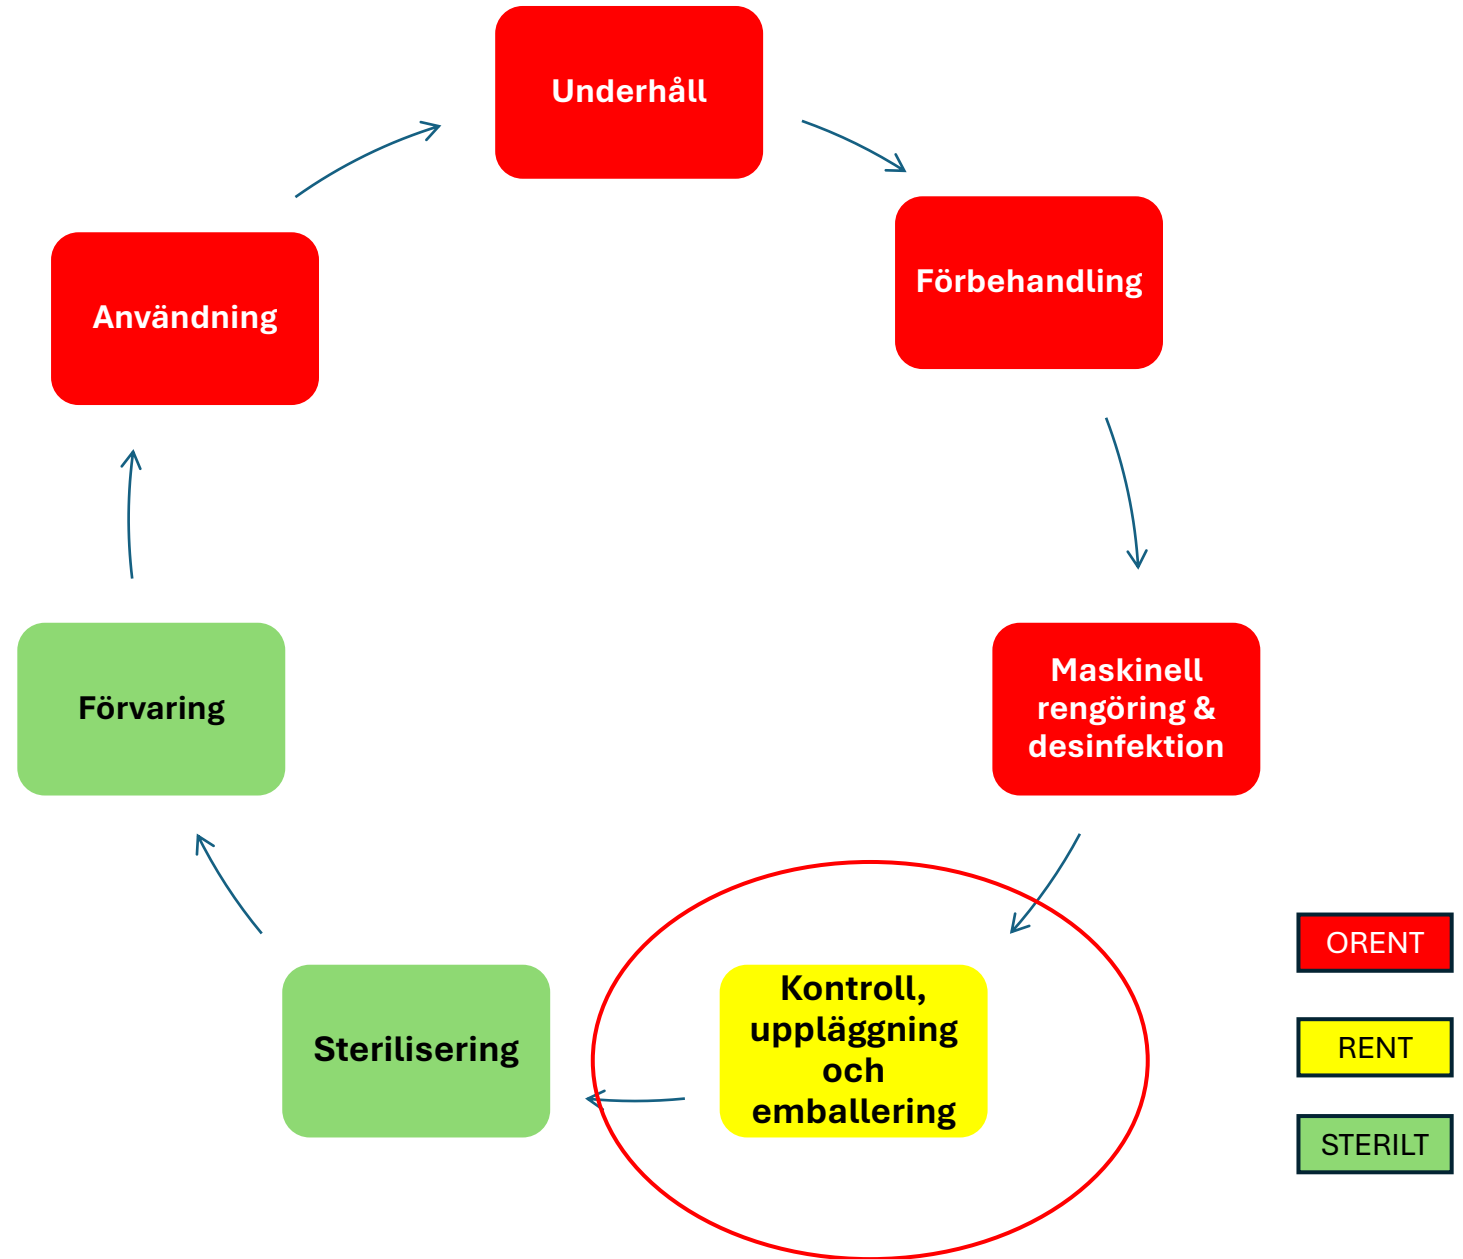 Underhåll
Förbehandling
Användning
Maskinell
rengöring &
desinfektion
Förvaring
Kontroll,
uppläggning
och
emballering
Sterilisering
ORENT
RENT
STERILT